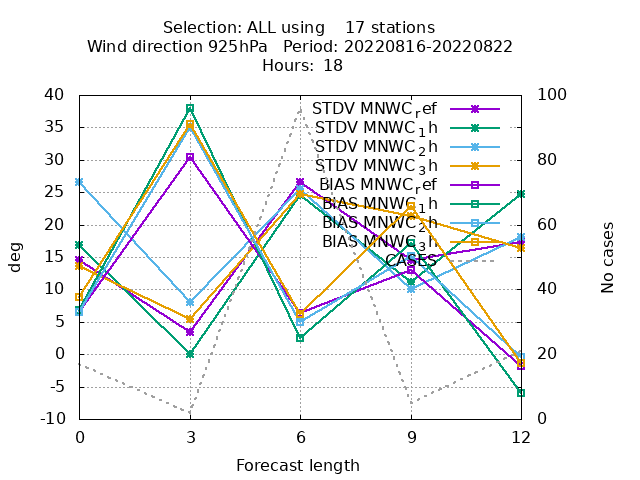 Selection: ALL using 17 stations
Wind direction 925hPa Period: 20220816-20220822
Hours: 18
40
35
30
25
20
15
10
5
0
-5
-10
deg
100
80
60
40
20
0
No cases
STDV MNWC_ref
STDV MNWC_1h
STDV MNWC_2h
STDV MNWC_3h
BIAS MNWC_ref
BIAS MNWC_1h
BIAS MNWC_2h
BIAS MNWC_3h
CASES
0 3 6 9 12
Forecast length